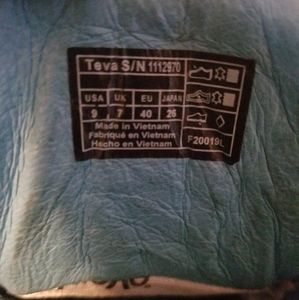 Teva S/N 1112970
USA UK EU JAPAN
9 7 40 26
Made in Vietnam
Fabriqué en Vietnam
Hecho en Vietnam
F20019L